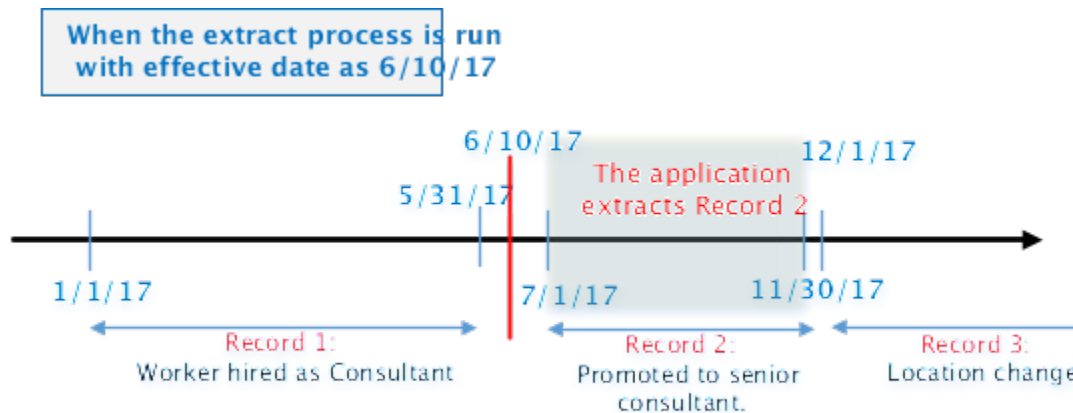 When the extract process is run
with effective date as 6/10/17
6/10/17
12/1/17
The application
extracts Record 2
5/31/17
1/1/17
7/1/17
11/30/17
Record 1:
Worker hired as Consultant
Record 2:
Promoted to senior
consultant.
Record 3:
Location change